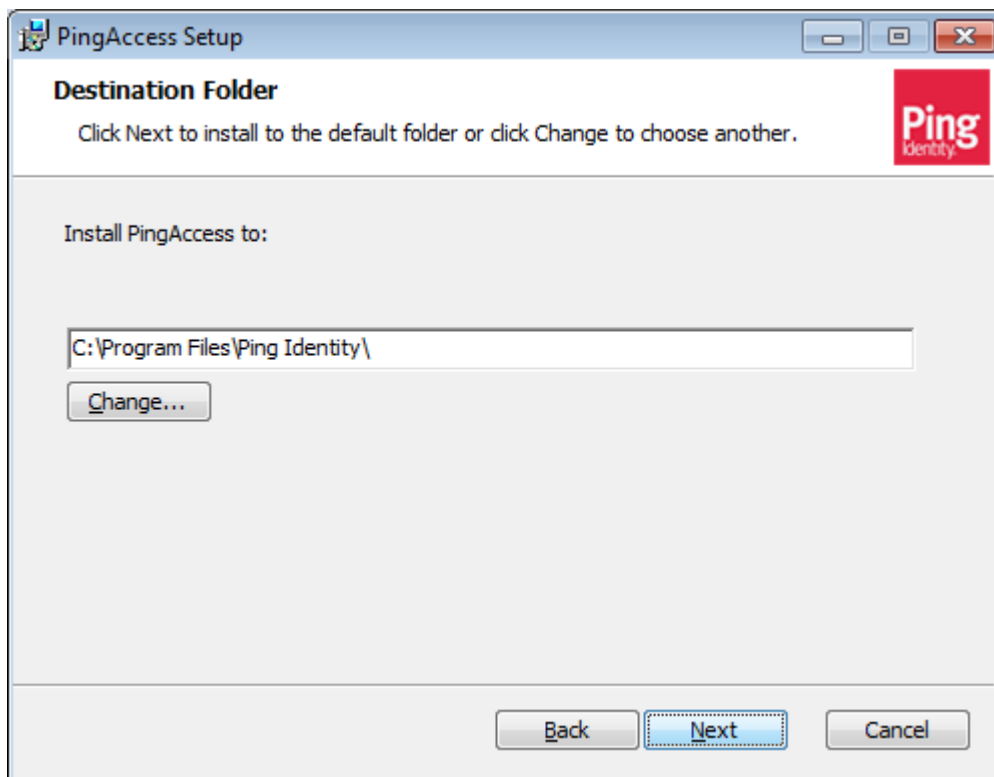 PingAccess Setup
Destination Folder
Click Next to install to the default folder or click Change to choose another.
Ping
Identity.
Install PingAccess to:
C:\Program Files\Ping Identity\
Change...
Back
Next
Cancel